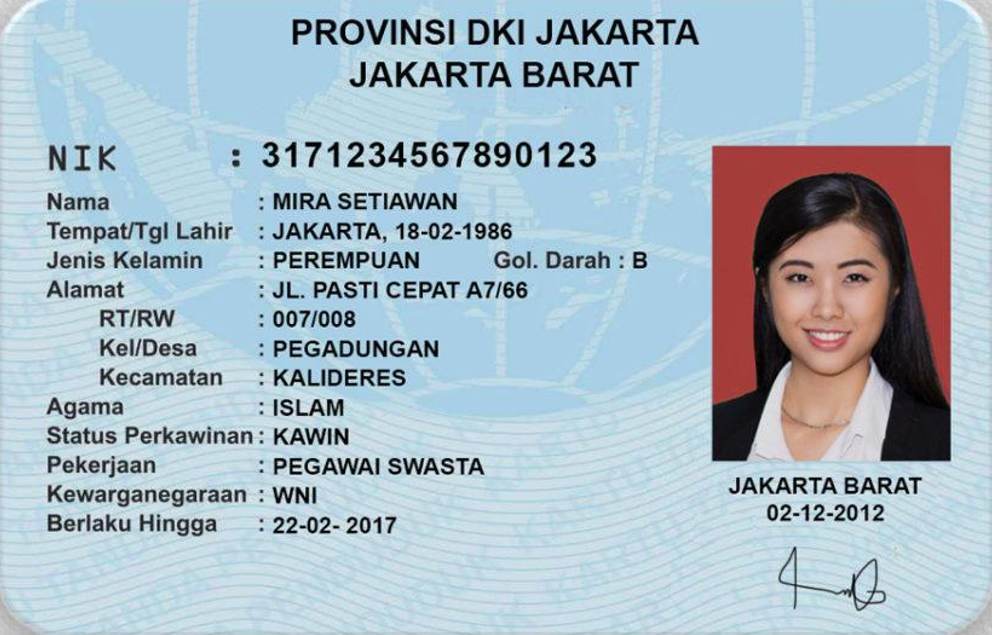 PROVINSI DKI JAKARTA
JAKARTA BARAT
NIK : 3171234567890123
Nama : MIRA SETIAWAN
Tempat/Tgl Lahir : JAKARTA, 18-02-1986
Jenis Kelamin : PEREMPUAN Gol. Darah : B
Alamat : JL. PASTI CEPAT A7/66
RT/RW : 007/008
Kel/Desa : PEGADUNGAN
Kecamatan : KALIDERES
Agama : ISLAM
Status Perkawinan : KAWIN
Pekerjaan : PEGAWAI SWASTA
Kewarganegaraan : WNI
Berlaku Hingga : 22-02- 2017
JAKARTA BARAT
02-12-2012